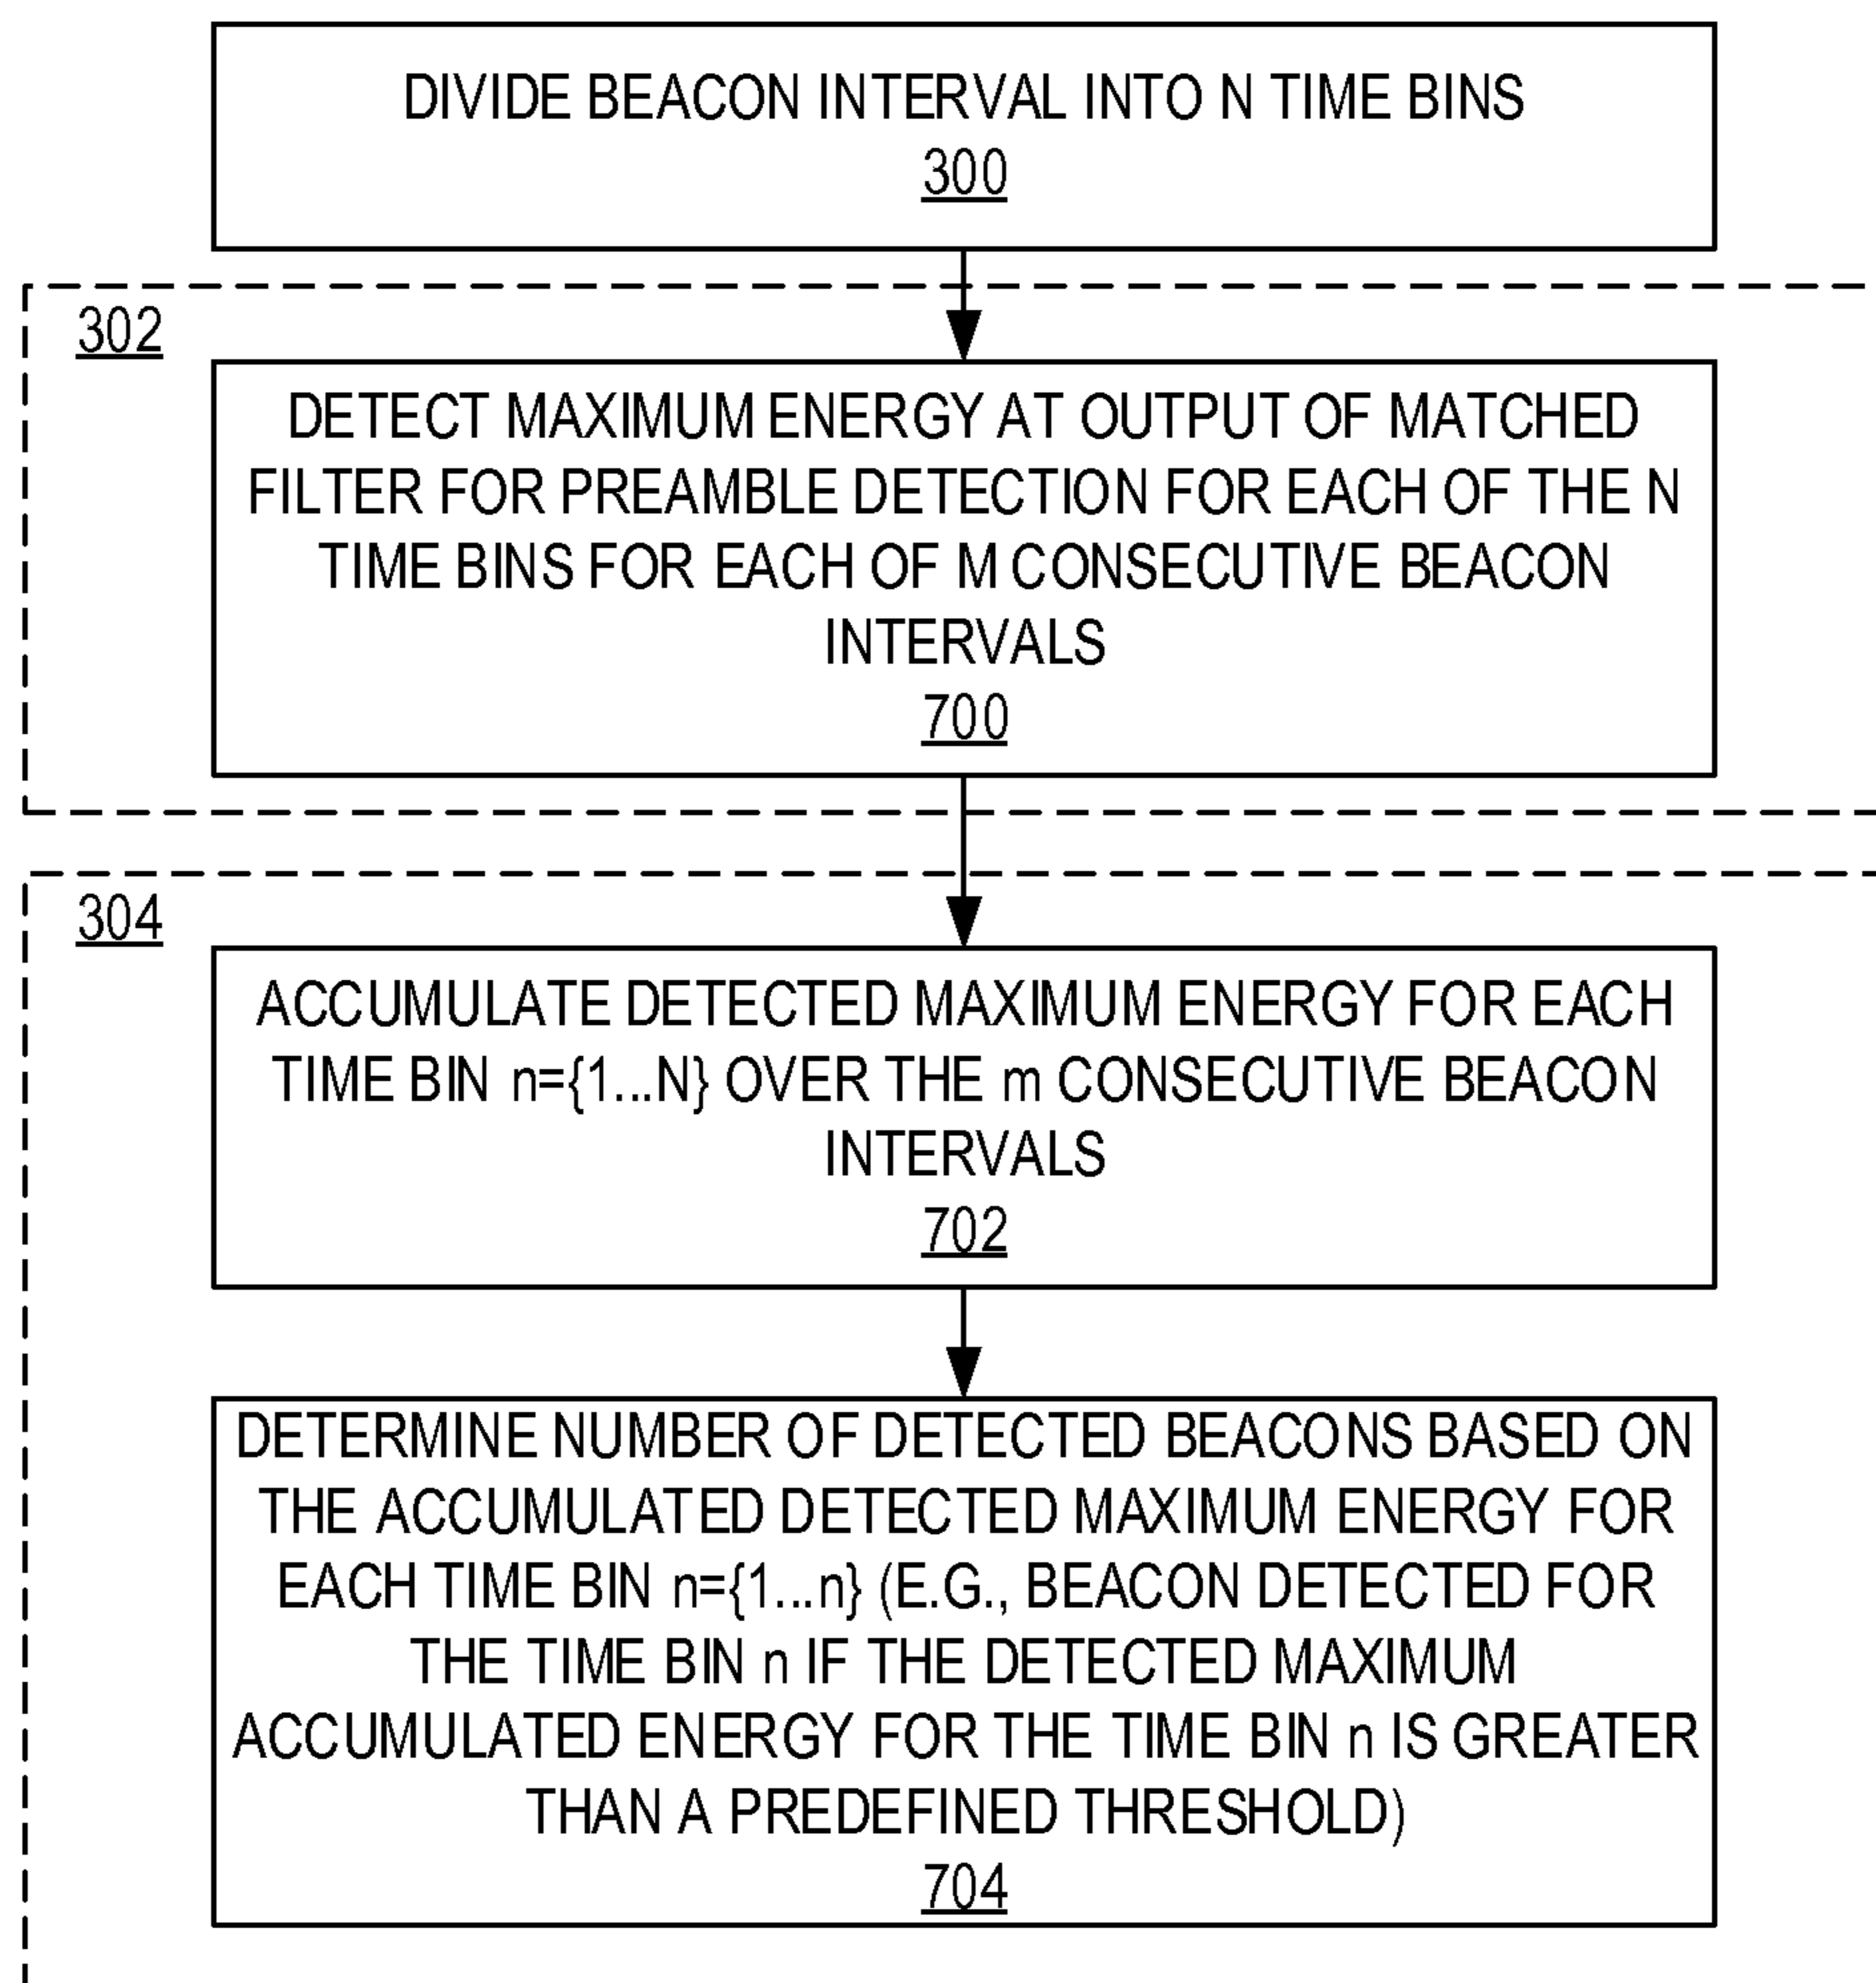 DIVIDE BEACON INTERVAL INTO N TIME BINS
300
302
DETECT MAXIMUM ENERGY AT OUTPUT OF MATCHED
FILTER FOR PREAMBLE DETECTION FOR EACH OF THE N
TIME BINS FOR EACH OF M CONSECUTIVE BEACON
INTERVALS
700
304
ACCUMULATE DETECTED MAXIMUM ENERGY FOR EACH
TIME BIN n={1...N} OVER THE m CONSECUTIVE BEACON
INTERVALS
702
DETERMINE NUMBER OF DETECTED BEACONS BASED ON
THE ACCUMULATED DETECTED MAXIMUM ENERGY FOR
EACH TIME BIN n={1...n} (E.G., BEACON DETECTED FOR
THE TIME BIN n IF THE DETECTED MAXIMUM
ACCUMULATED ENERGY FOR THE TIME BIN n IS GREATER
THAN A PREDEFINED THRESHOLD)
704